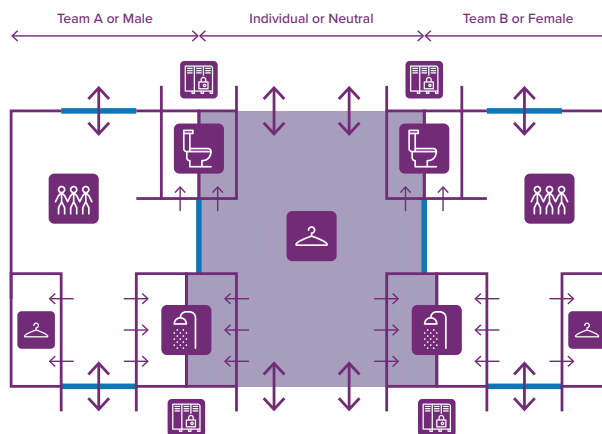 Team A or Male
Individual or Neutral
Team B or Female